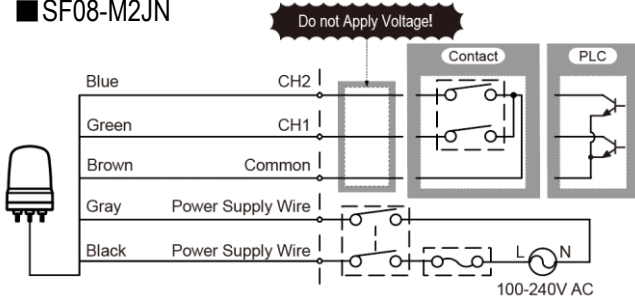 ■SF08-M2JN
Do not Apply Voltage!
Contact
PLC
Blue CH2
Green CH1
Brown Common
Gray Power Supply Wire
Black Power Supply Wire
L N
100-240V AC